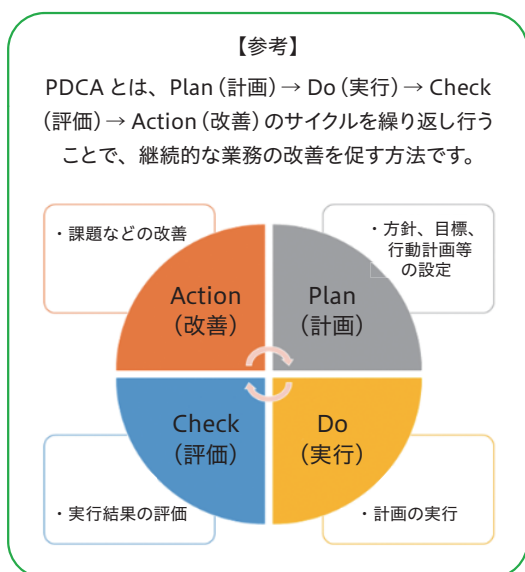 【参考】
PDCA とは、Plan（計画）→ Do（実行）→ Check
（評価）→ Action（改善）のサイクルを繰り返し行う
ことで、継続的な業務の改善を促す方法です。
・課題などの改善
・方針、目標、
行動計画等
の設定
Action
（改善）
Plan
（計画）
Check
（評価）
Do
（実行）
・実行結果の評価
・計画の実行